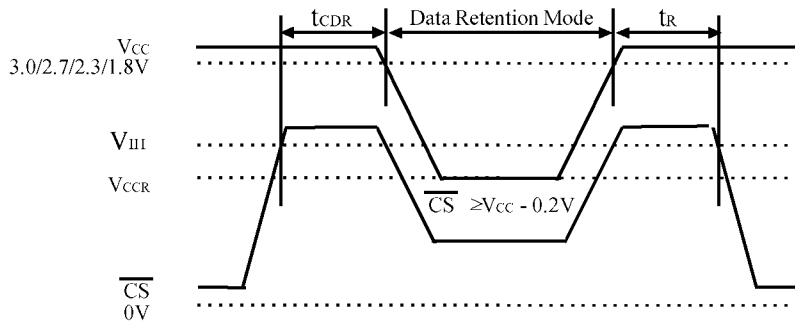 tCDR Data Retention Mode tR
VCC
3.0/2.7/2.3/1.8V
VIH
VCCR
CS ≥VCC - 0.2V
CS
0V